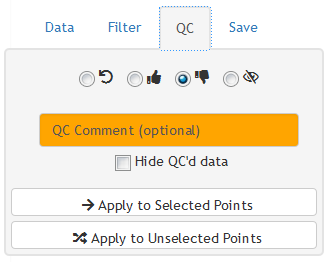 Data Filter QC Save
QC Comment (optional)
Hide QC'd data
Apply to Selected Points
Apply to Unselected Points